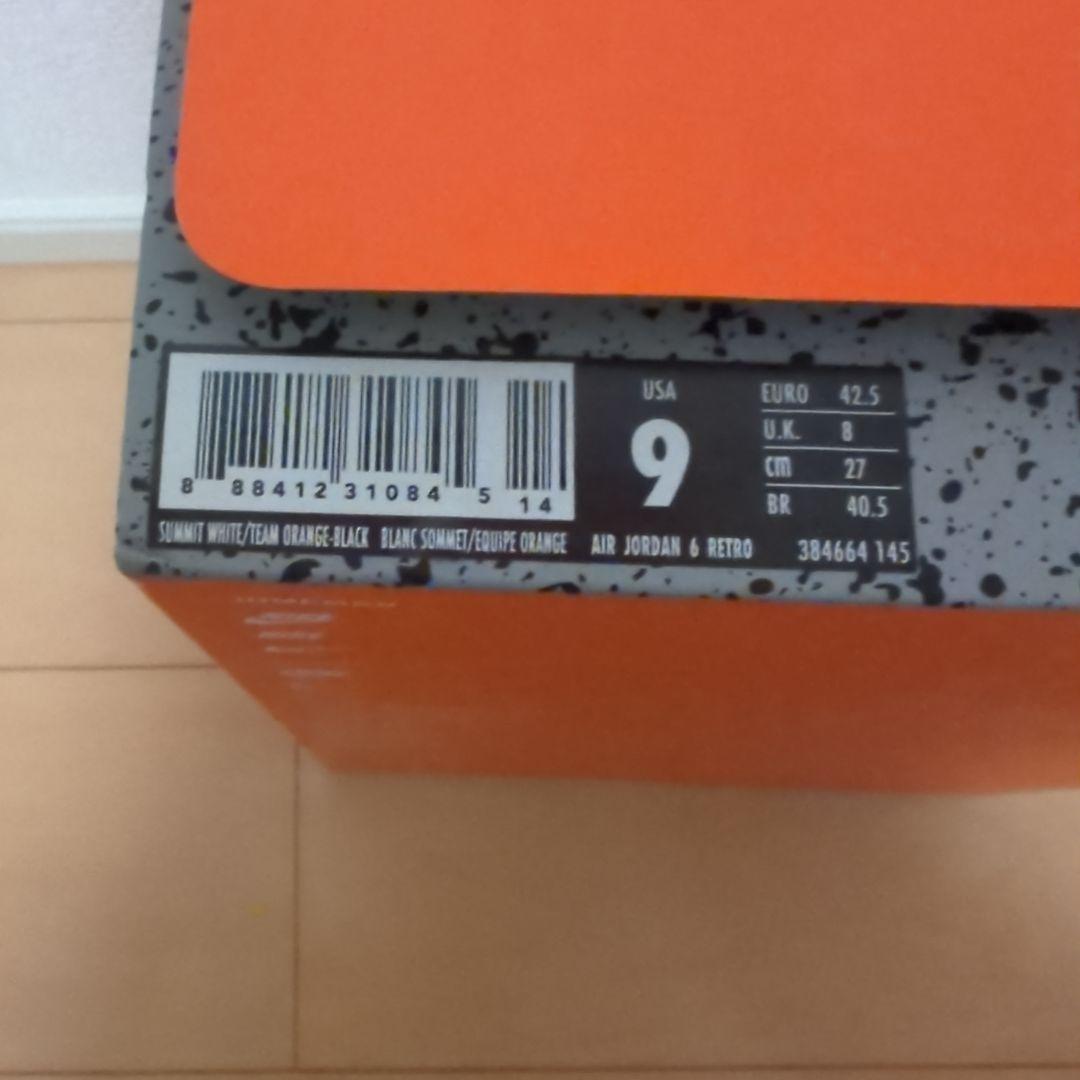 USA
9
EURO 42.5
U.K. 8
cm 27
BR 40.5
8 88412 31084 5 14
SUMMIT WHITE/TEAM ORANGE-BLACK BLANC SOMMET/EQUIPE ORANGE AIR JORDAN 6 RETRO 384664 145